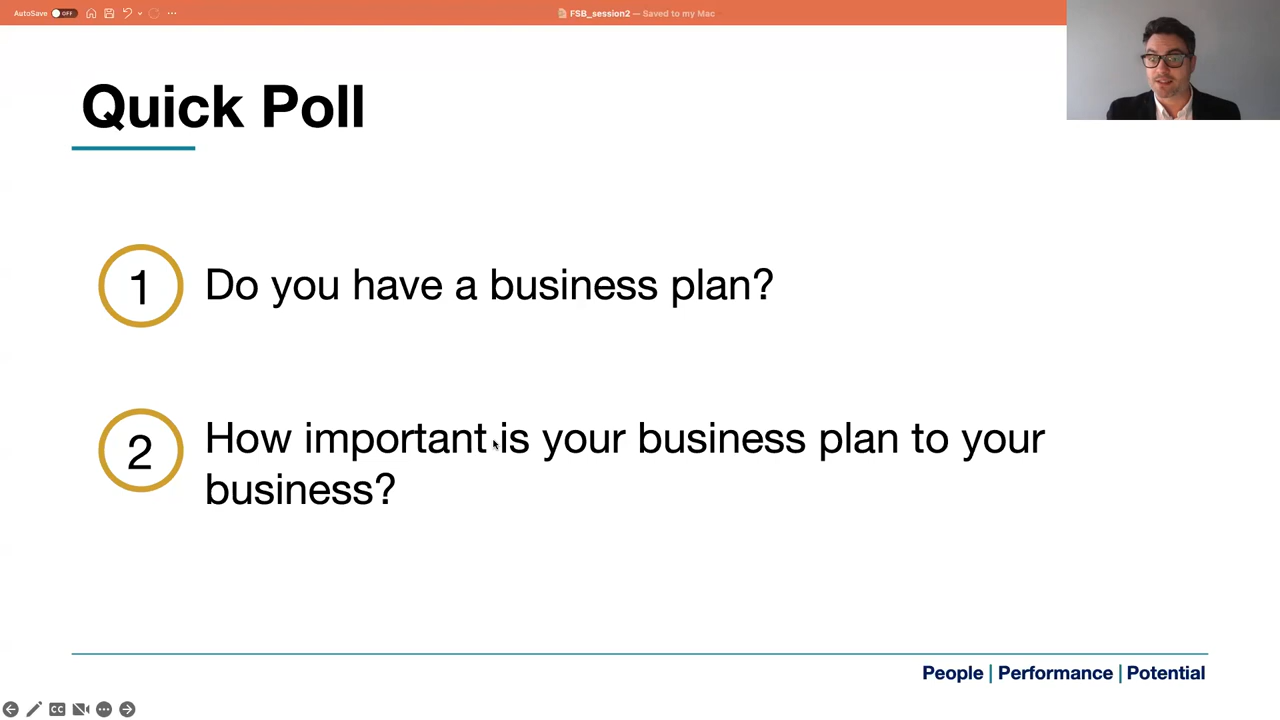 AutoSave OFF
FSB_session2 — Saved to my Mac
Quick Poll
1 Do you have a business plan?
2 How important is your business plan to your
business?
People | Performance | Potential
CC